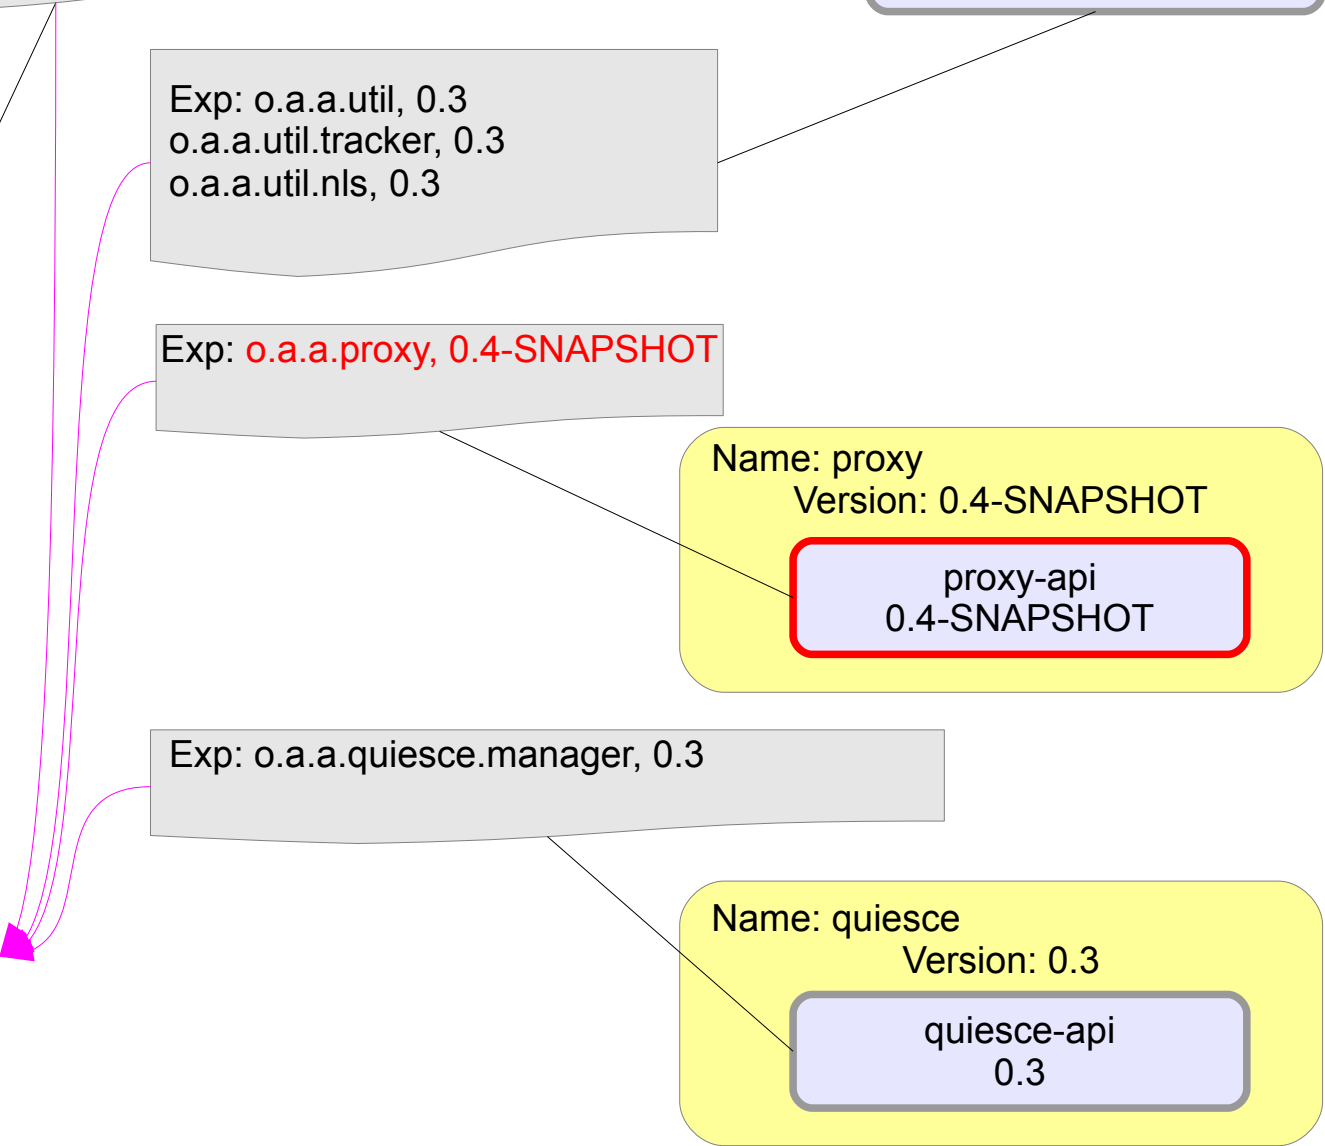 Exp: o.a.a.util, 0.3
o.a.a.util.tracker, 0.3
o.a.a.util.nls, 0.3
Exp: o.a.a.proxy, 0.4-SNAPSHOT
Name: proxy
Version: 0.4-SNAPSHOT
proxy-api
0.4-SNAPSHOT
Exp: o.a.a.quiesce.manager, 0.3
Name: quiesce
Version: 0.3
quiesce-api
0.3